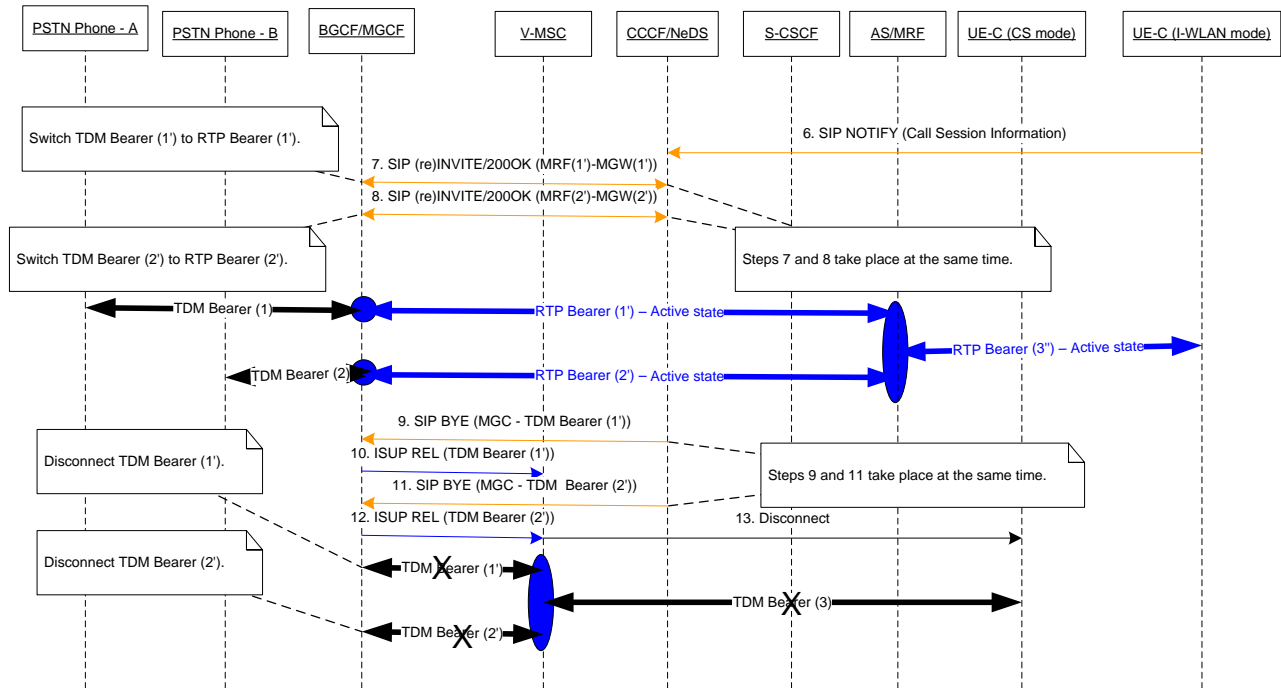 PSTN Phone - A
PSTN Phone - B
BGCF/MGCF
V-MSC
CCCF/NeDS
S-CSCF
AS/MRF
UE-C (CS mode)
UE-C (I-WLAN mode)
Switch TDM Bearer (1') to RTP Bearer (1').
6. SIP NOTIFY (Call Session Information)
7. SIP (re)INVITE/200OK (MRF(1')-MGW(1'))
8. SIP (re)INVITE/200OK (MRF(2')-MGW(2'))
Switch TDM Bearer (2') to RTP Bearer (2').
Steps 7 and 8 take place at the same time.
TDM Bearer (1)
RTP Bearer (1') – Active state
RTP Bearer (3") – Active state
TDM Bearer (2)
RTP Bearer (2') – Active state
9. SIP BYE (MGC - TDM Bearer (1'))
Disconnect TDM Bearer (1').
10. ISUP REL (TDM Bearer (1'))
Steps 9 and 11 take place at the same time.
11. SIP BYE (MGC - TDM Bearer (2'))
12. ISUP REL (TDM Bearer (2'))
13. Disconnect
Disconnect TDM Bearer (2').
TDM Bearer (1')
X
TDM Bearer (3)
X
TDM Bearer (2')
X